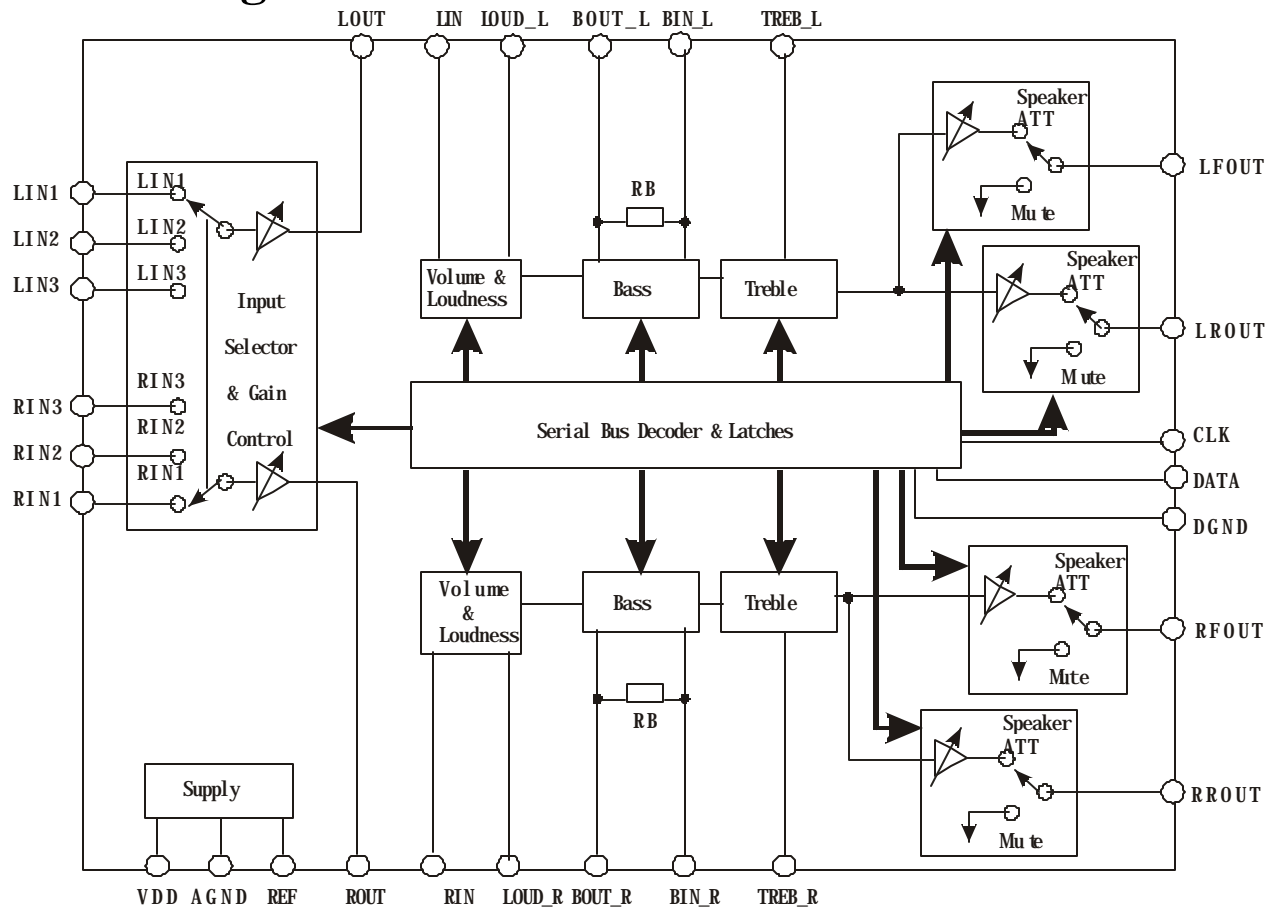 g
LOUT LIN LOUD_L BOUT_L BIN_L TREB_L
Speaker
ATT
Mute
LFOUT
LIN1
LIN2
LIN3
RIN3
RIN2
RIN1
LIN1
LIN2
LIN3
Input
Selector
& Gain
Control
RIN3
RIN2
RIN1
RB
Volume &
Loudness
Bass
Treble
Speaker
ATT
Mute
LROUT
Serial Bus Decoder & Latches
CLK
DATA
DGND
Volume
&
Loudness
Bass
Treble
RB
Speaker
ATT
Mute
RFOUT
Speaker
ATT
Mute
RROUT
Supply
VDD AGND REF ROUT RIN LOUD_R BOUT_R BIN_R TREB_R